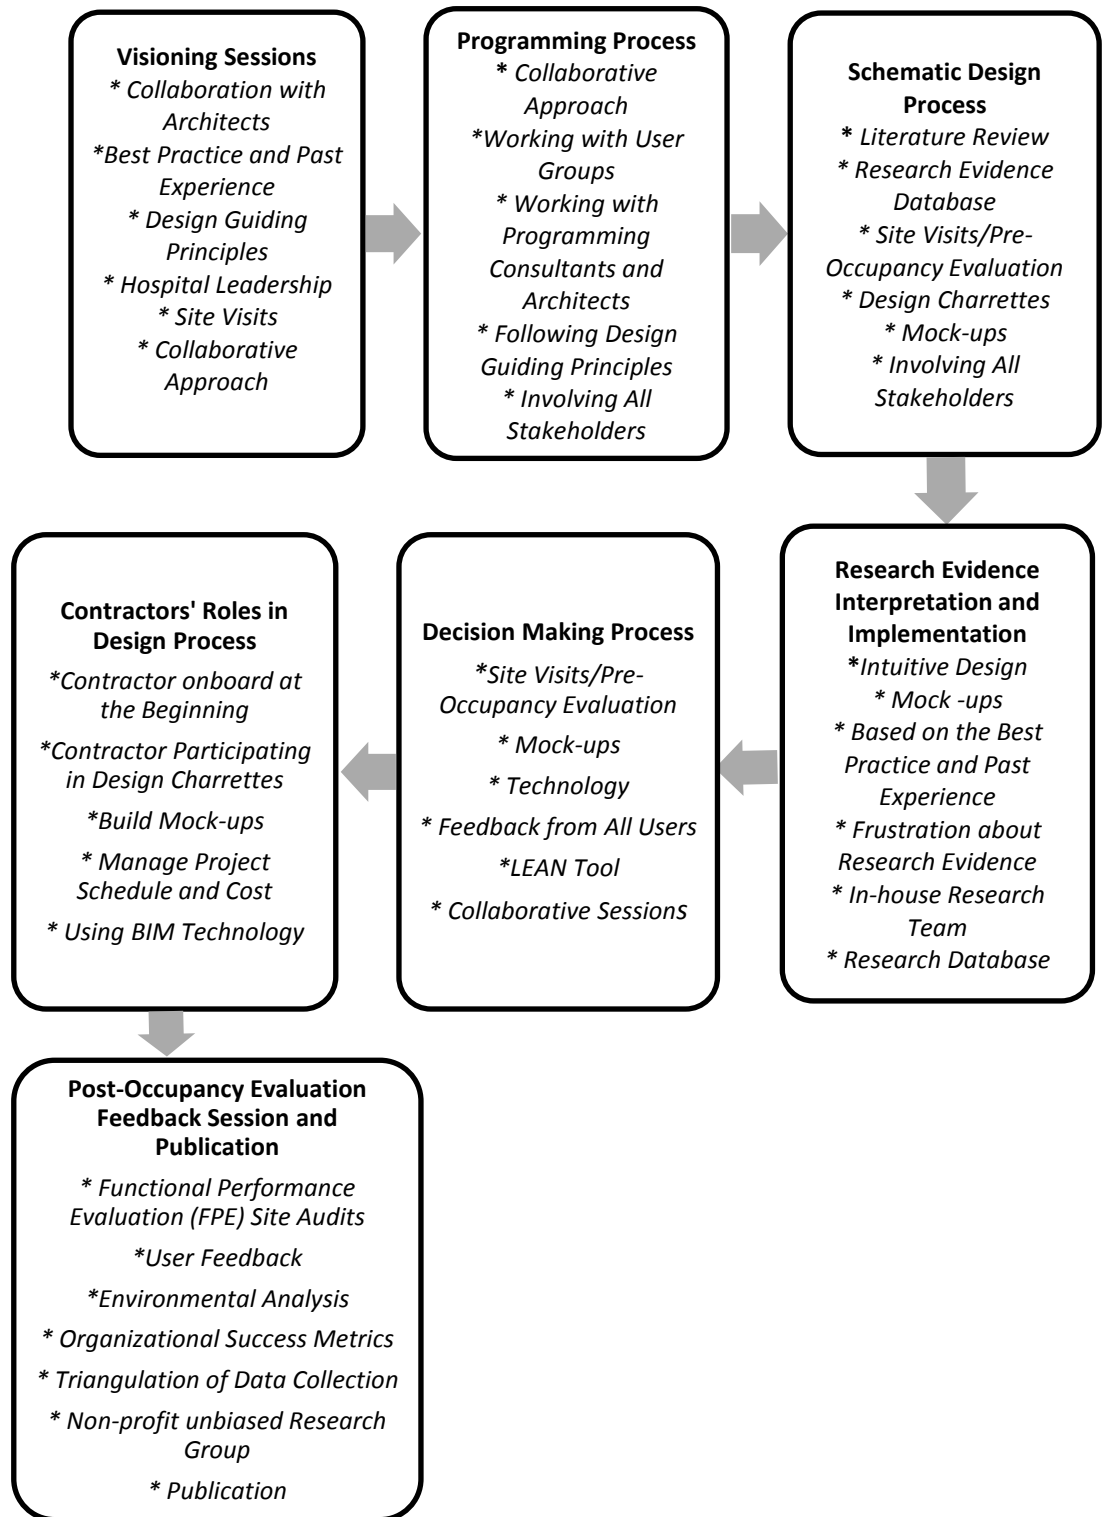 Visioning Sessions
* Collaboration with
Architects
*Best Practice and Past
Experience
* Design Guiding
Principles
* Hospital Leadership
* Site Visits
* Collaborative
Approach
Programming Process
* Collaborative
Approach
*Working with User
Groups
* Working with
Programming
Consultants and
Architects
* Following Design
Guiding Principles
* Involving All
Stakeholders
Schematic Design
Process
* Literature Review
* Research Evidence
Database
* Site Visits/Pre-
Occupancy Evaluation
* Design Charrettes
* Mock-ups
* Involving All
Stakeholders
Research Evidence
Interpretation and
Implementation
*Intuitive Design
* Mock -ups
* Based on the Best
Practice and Past
Experience
* Frustration about
Research Evidence
* In-house Research
Team
* Research Database
Decision Making Process
*Site Visits/Pre-
Occupancy Evaluation
* Mock-ups
* Technology
* Feedback from All Users
*LEAN Tool
* Collaborative Sessions
Contractors' Roles in
Design Process
*Contractor onboard at
the Beginning
*Contractor Participating
in Design Charrettes
*Build Mock-ups
* Manage Project
Schedule and Cost
* Using BIM Technology
Post-Occupancy Evaluation
Feedback Session and
Publication
* Functional Performance
Evaluation (FPE) Site Audits
*User Feedback
*Environmental Analysis
* Organizational Success Metrics
* Triangulation of Data Collection
* Non-profit unbiased Research
Group
* Publication